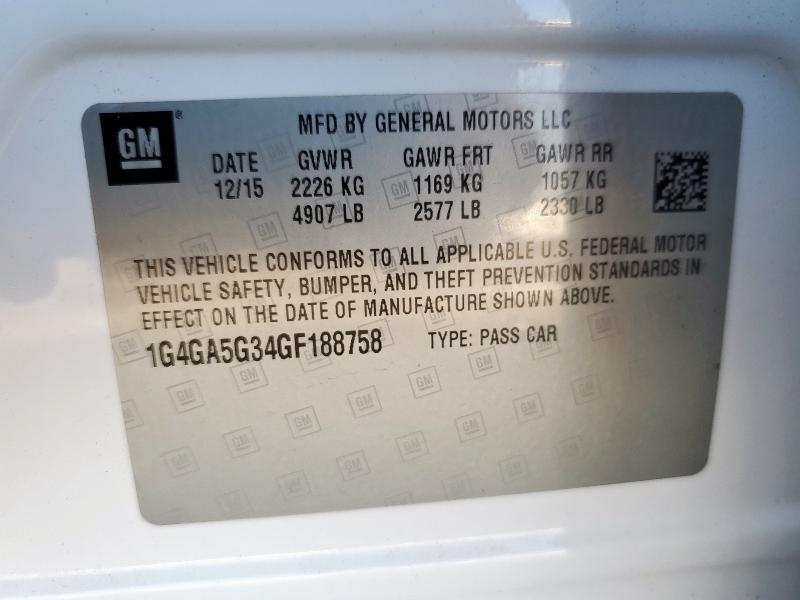 GM ®
MFD BY GENERAL MOTORS LLC
DATE GVWR GAWR FRT GAWR RR
12/15 2226 KG 1169 KG 1057 KG
4907 LB 2577 LB 2330 LB
THIS VEHICLE CONFORMS TO ALL APPLICABLE U.S. FEDERAL MOTOR
VEHICLE SAFETY, BUMPER, AND THEFT PREVENTION STANDARDS IN
EFFECT ON THE DATE OF MANUFACTURE SHOWN ABOVE.
1G4GA5G34GF188758 TYPE: PASS CAR